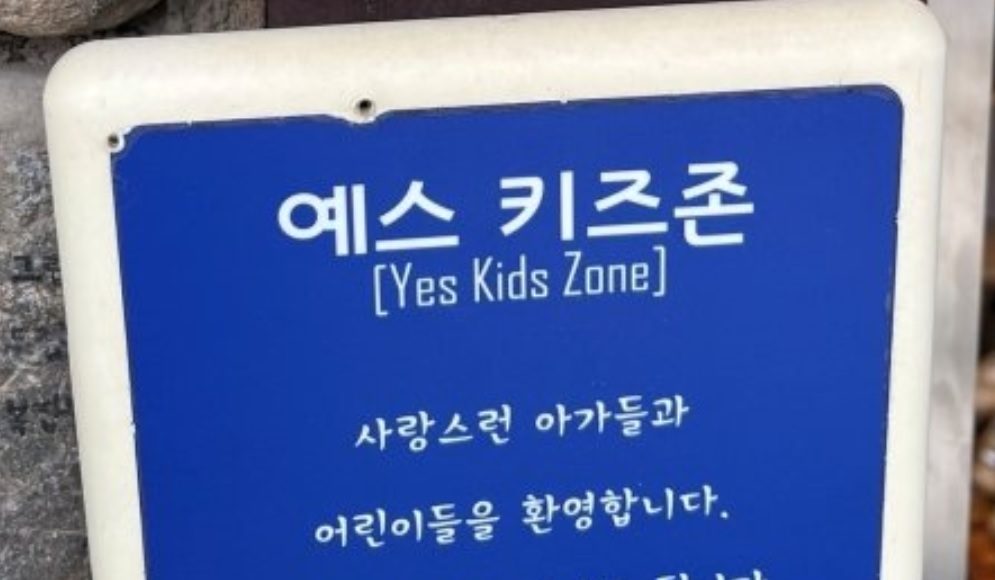 예스 키즈존
[Yes Kids Zone]
사랑스런 아가들과
어린이들을 환영합니다.